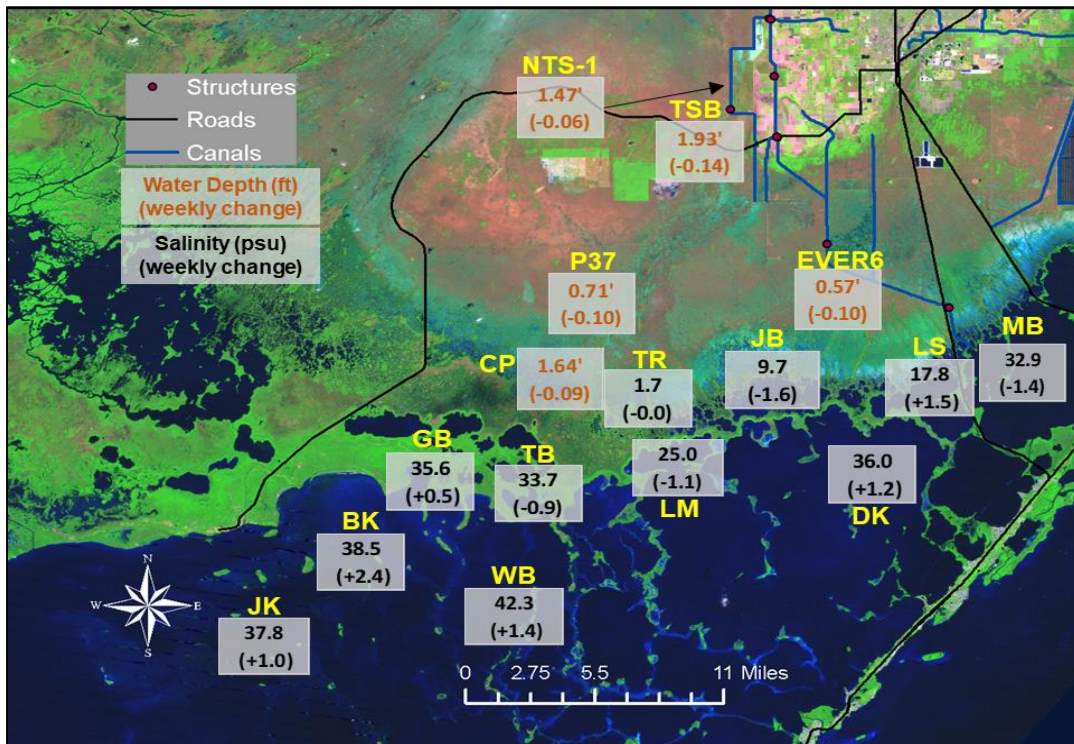 Structures
Roads
Canals
Water Depth (ft)
(weekly change)
Salinity (psu)
(weekly change)
NTS-1
1.47'
(-0.06)
TSB
1.93'
(-0.14)
P37
0.71'
(-0.10)
EVER6
0.57'
(-0.10)
CP
1.64'
(-0.09)
TR
1.7
(-0.0)
JB
9.7
(-1.6)
LS
17.8
(+1.5)
MB
32.9
(-1.4)
GB
35.6
(+0.5)
TB
33.7
(-0.9)
25.0
(-1.1)
LM
36.0
(+1.2)
DK
BK
38.5
(+2.4)
WB
42.3
(+1.4)
JK
37.8
(+1.0)
N
W E
S
0 2.75 5.5 11 Miles